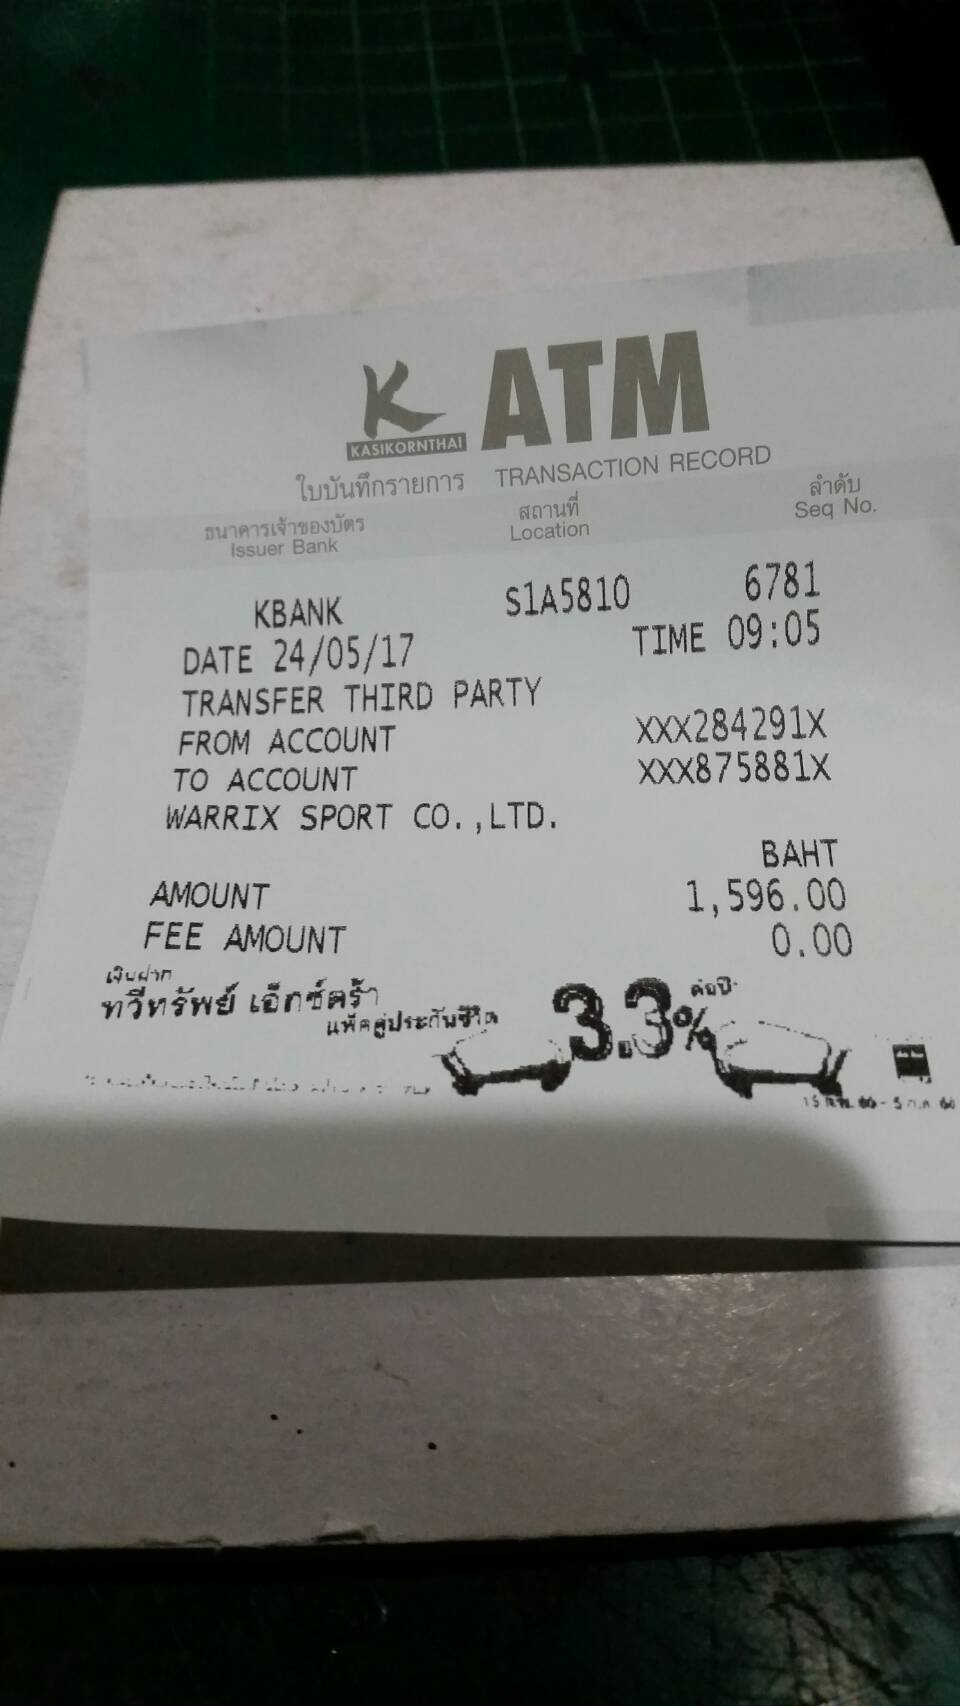 K ATM
KASIKORNTHAI
ใบบันทึกรายการ TRANSACTION RECORD
ธนาคารเจ้าของบัตร สถานที่ ลำดับ
Issuer Bank Location Seq No.
KBANK S1A5810 6781
DATE 24/05/17 TIME 09:05
TRANSFER THIRD PARTY
FROM ACCOUNT XXX284291X
TO ACCOUNT XXX875881X
WARRIX SPORT CO.,LTD.
BAHT
AMOUNT 1,596.00
FEE AMOUNT 0.00
เงินฝาก
ทวีทรัพย์ เอ็กซ์ตร้า
แพ็คคู่ประกันชีวิต 3.3% ต่อปี